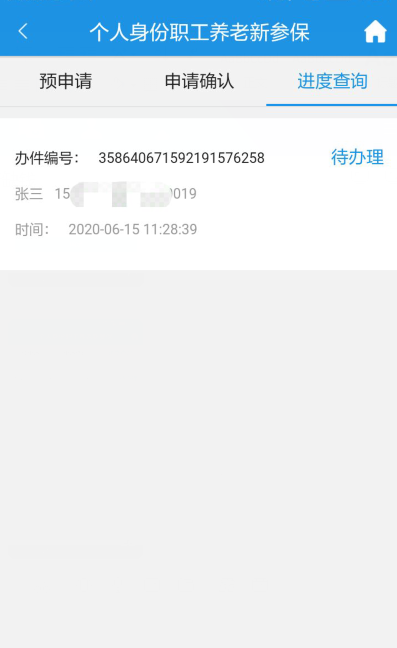 个人身份职工养老新参保
预申请 申请确认 进度查询
办件编号： 358640671592191576258 待办理
张三 15 0019
时间： 2020-06-15 11:28:39